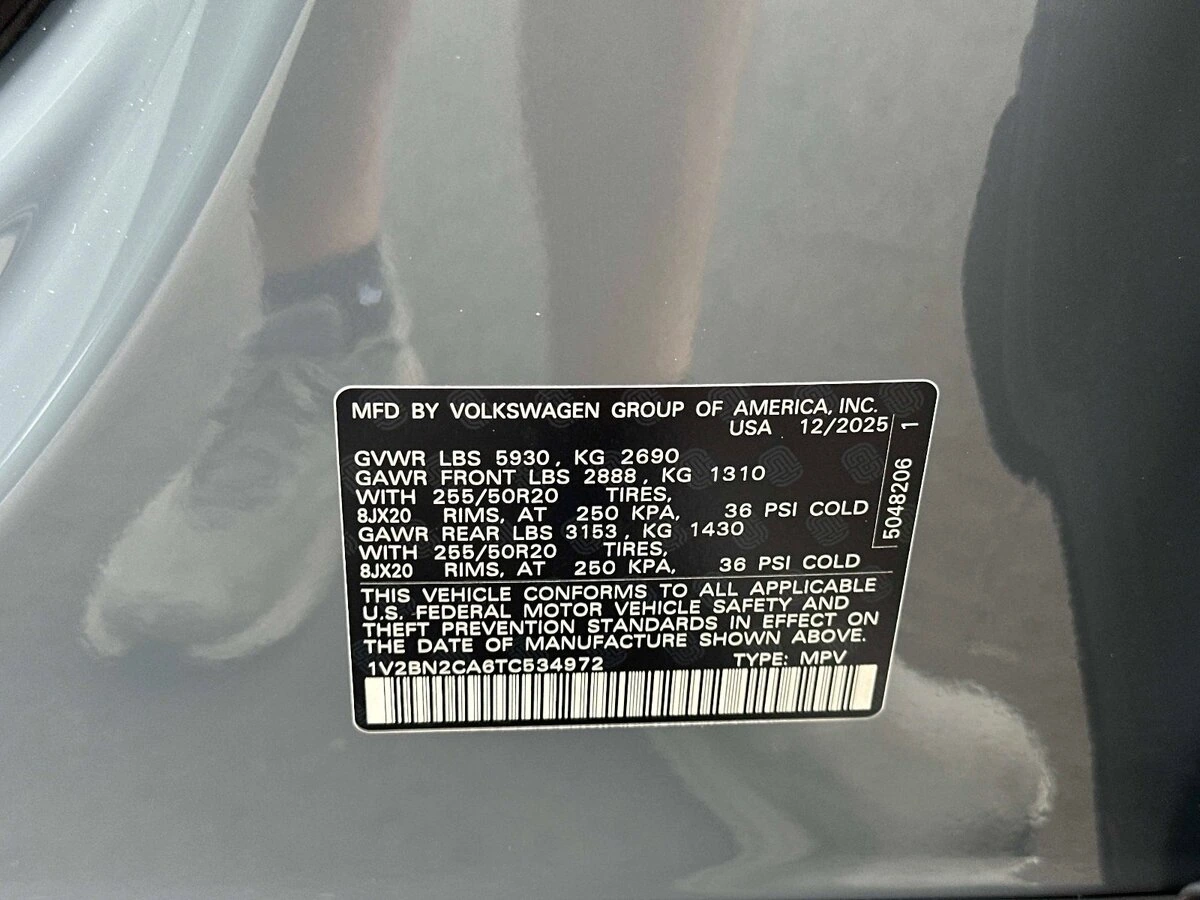 MFD BY VOLKSWAGEN GROUP OF AMERICA, INC.
USA 12/2025
GVWR LBS 5930, KG 2690
GAWR FRONT LBS 2888, KG 1310
WITH 255/50R20 TIRES,
8JX20 RIMS, AT 250 KPA, 36 PSI COLD
GAWR REAR LBS 3153, KG 1430
WITH 255/50R20 TIRES,
8JX20 RIMS, AT 250 KPA, 36 PSI COLD
THIS VEHICLE CONFORMS TO ALL APPLICABLE
U.S. FEDERAL MOTOR VEHICLE SAFETY AND
THEFT PREVENTION STANDARDS IN EFFECT ON
THE DATE OF MANUFACTURE SHOWN ABOVE.
1V2BN2CA6TC534972 TYPE: MPV
5048206 1